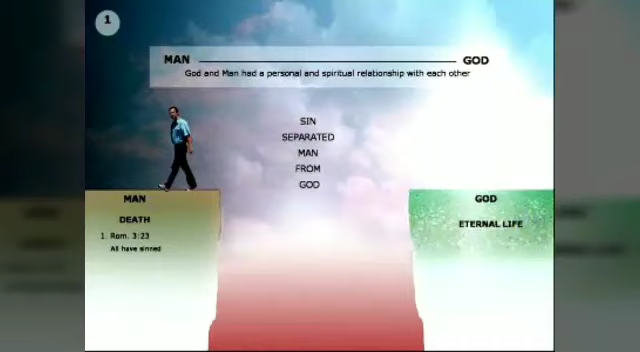 1
MAN GOD
God and Man had a personal and spiritual relationship with each other
SIN
SEPARATED
MAN
FROM
GOD
MAN
DEATH
1. Rom. 3:23
All have sinned
GOD
ETERNAL LIFE